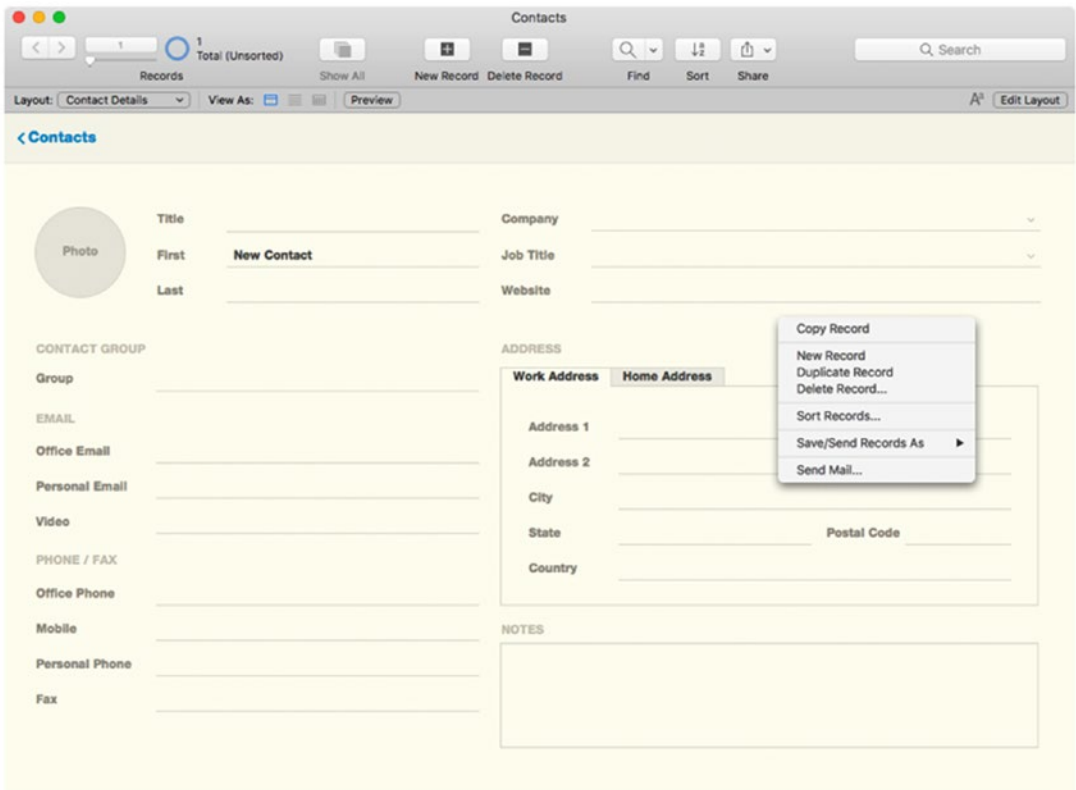 Contacts
1
1
Total (Unsorted)
Search
Records
Show All
New Record
Delete Record
Find
Sort
Share
Layout: Contact Details
View As:
Preview
Edit Layout
Contacts
Photo
Title
First New Contact
Last
Company
Job Title
Website
CONTACT GROUP
Group
EMAIL
Office Email
Personal Email
Video
PHONE / FAX
Office Phone
Mobile
Personal Phone
Fax
ADDRESS
Work Address Home Address
Address 1
Address 2
City
State Postal Code
Country
NOTES
Copy Record
New Record
Duplicate Record
Delete Record...
Sort Records...
Save/Send Records As
Send Mail...